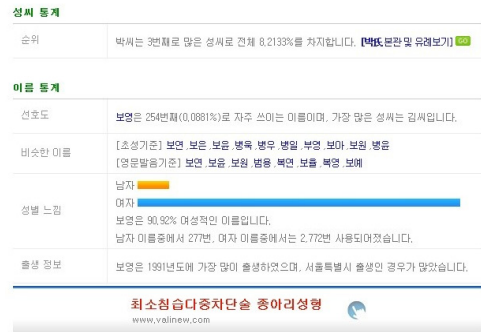 성씨 통계
순위
박씨는 3번째로 많은 성씨로 전체 8,2133%를 차지합니다. [박氏 본관 및 유례보기] GO
이름 통계
선호도
보영은 254번째(0,0881%)로 자주 쓰이는 이름이며, 가장 많은 성씨는 김씨입니다.
비슷한 이름
[초성기준] 보연 ,보은 ,보윤 ,병욱 ,병우 ,병일 ,부영 ,보아 ,보원 ,병윤
[영문발음기준] 보연 ,보윤 ,보원 ,범용 ,복연 ,보율 ,복영 ,보예
성별 느낌
남자
여자
보영은 90,92% 여성적인 이름입니다.
남자 이름중에서 277번, 여자 이름중에서는 2,772번 사용되어졌습니다.
출생 정보
보영은 1991년도에 가장 많이 출생하였으며, 서울특별시 출생인 경우가 많았습니다.
최소침습다중차단술 종아리성형
www.valinew.com